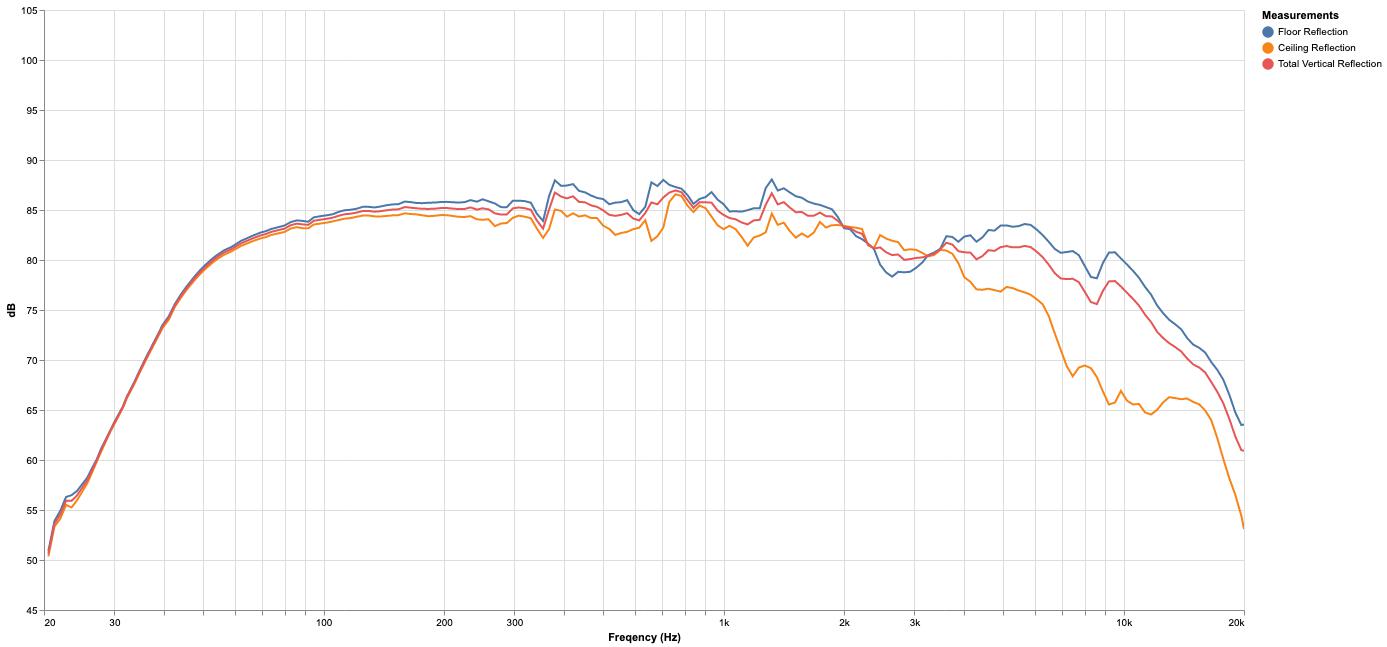 105
100
95
90
85
80
75
70
65
60
55
50
45
dB
20 30 100 200 300 1k 2k 3k 10k 20k
Freqency (Hz)
Measurements
Floor Reflection
Ceiling Reflection
Total Vertical Reflection